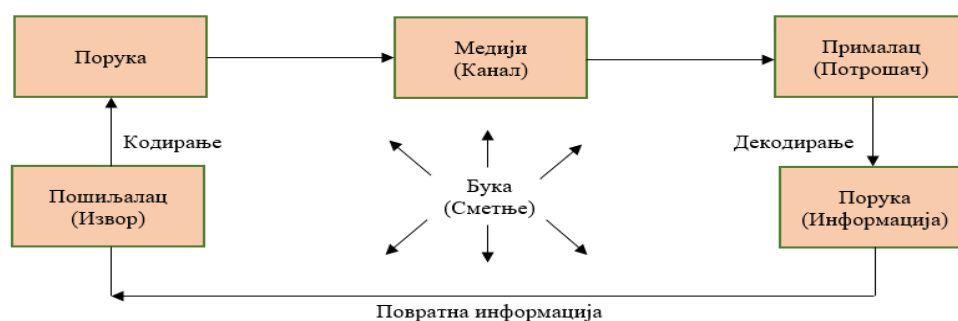 Порука
Медији
(Канал)
Прималац
(Потрошач)
Кодирање
Декодирање
Пошиљалац
(Извор)
Бука
(Сметње)
Порука
(Информација)
Повратна информација